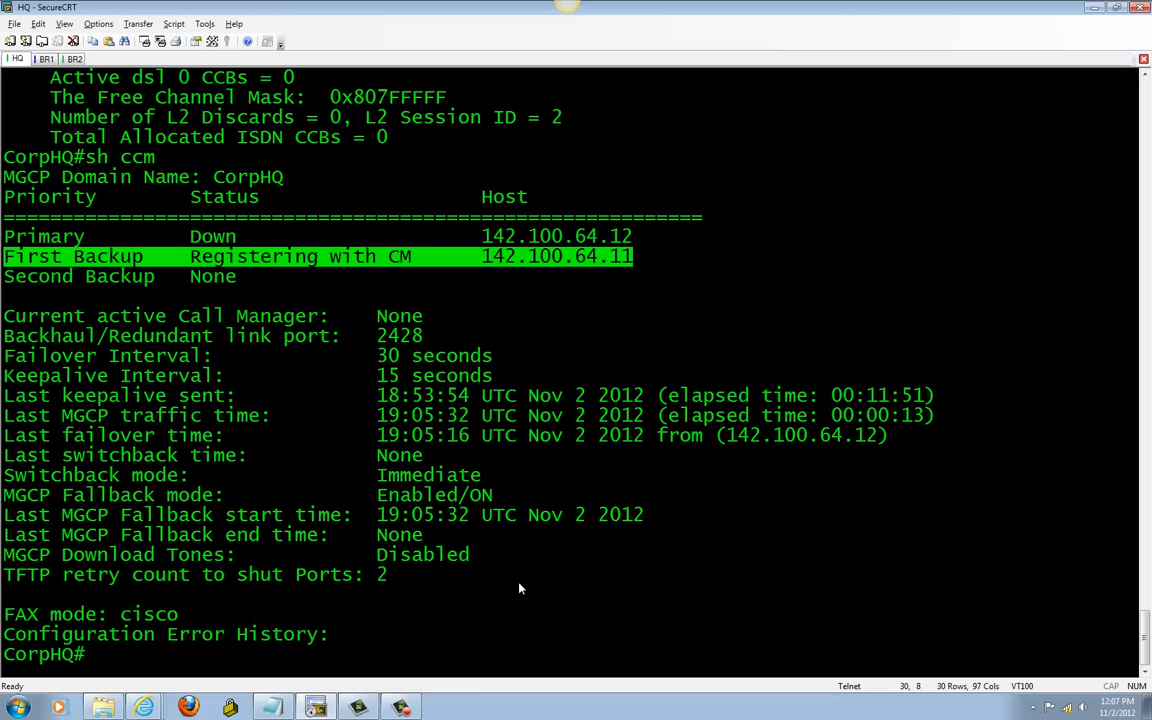 HQ - SecureCRT
File Edit View Options Transfer Script Tools Help
HQ BR1 BR2
Active dsl 0 CCBs = 0
The Free Channel Mask:  0x807FFFFF
Number of L2 Discards = 0, L2 Session ID = 2
Total Allocated ISDN CCBs = 0
CorpHQ#sh ccm
MGCP Domain Name: CorpHQ
Priority Status Host
============================================================
Primary Down 142.100.64.12
First Backup Registering with CM 142.100.64.11
Second Backup None
Current active Call Manager: None
Backhaul/Redundant link port: 2428
Failover Interval: 30 seconds
Keepalive Interval: 15 seconds
Last keepalive sent: 18:53:54 UTC Nov 2 2012 (elapsed time: 00:11:51)
Last MGCP traffic time: 19:05:32 UTC Nov 2 2012 (elapsed time: 00:00:13)
Last failover time: 19:05:16 UTC Nov 2 2012 from (142.100.64.12)
Last switchback time: None
Switchback mode: Immediate
MGCP Fallback mode: Enabled/ON
Last MGCP Fallback start time: 19:05:32 UTC Nov 2 2012
Last MGCP Fallback end time: None
MGCP Download Tones: Disabled
TFTP retry count to shut Ports: 2
FAX mode: cisco
Configuration Error History:
CorpHQ#
Ready Telnet 30, 8 30 Rows, 97 Cols VT100 CAP NUM
12:07 PM
11/2/2012